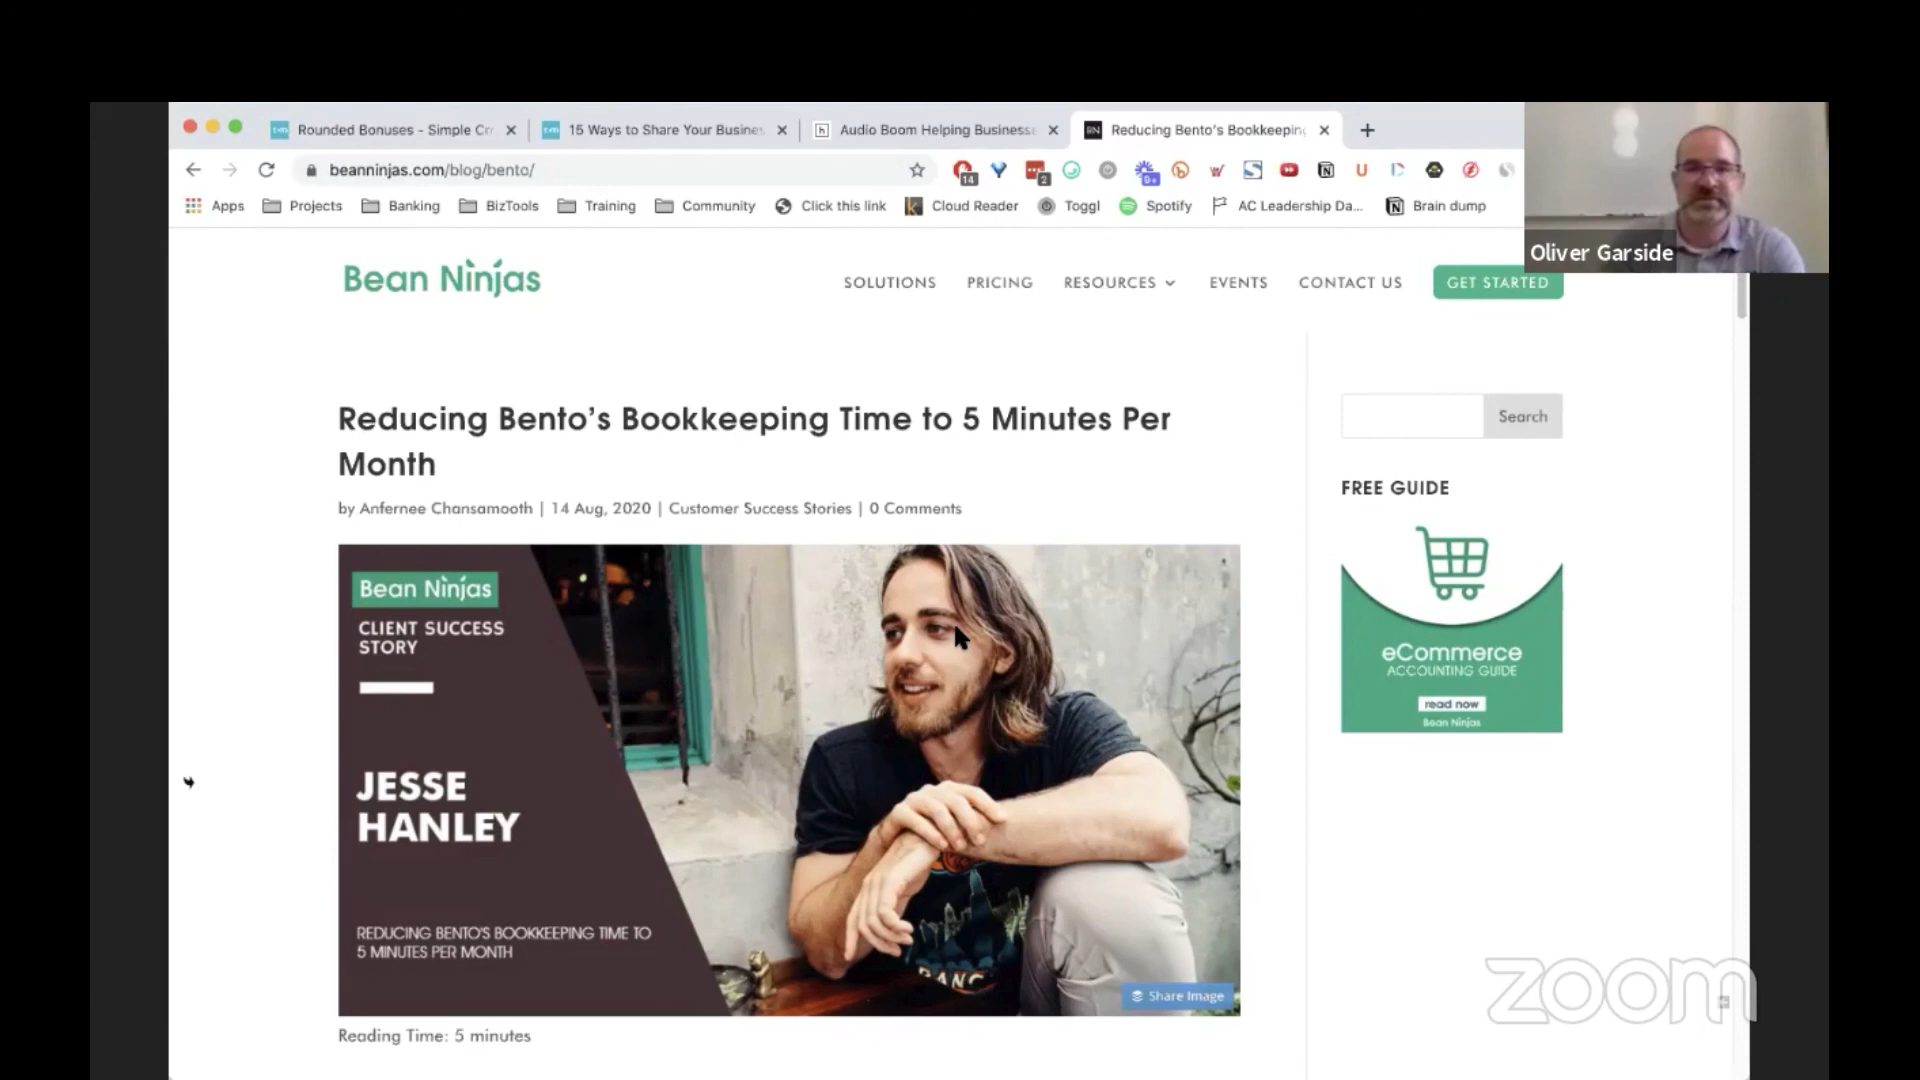 Rounded Bonuses - Simple Cr
15 Ways to Share Your Busines
Audio Boom Helping Business
Reducing Bento's Bookkeeping
beanninjas.com/blog/bento/
14
2
9+
Apps
Projects
Banking
BizTools
Training
Community
Click this link
Cloud Reader
Toggl
Spotify
AC Leadership Da...
Brain dump
Oliver Garside
Bean Ninjas
SOLUTIONS
PRICING
RESOURCES
EVENTS
CONTACT US
GET STARTED
Reducing Bento's Bookkeeping Time to 5 Minutes Per
Month
by Anfernee Chansamooth | 14 Aug, 2020 | Customer Success Stories | 0 Comments
Search
FREE GUIDE
Bean Ninjas
CLIENT SUCCESS
STORY
JESSE
HANLEY
REDUCING BENTO'S BOOKKEEPING TIME TO
5 MINUTES PER MONTH
Share Image
eCommerce
ACCOUNTING GUIDE
read now
Bean Ninjas
Reading Time: 5 minutes
zoom